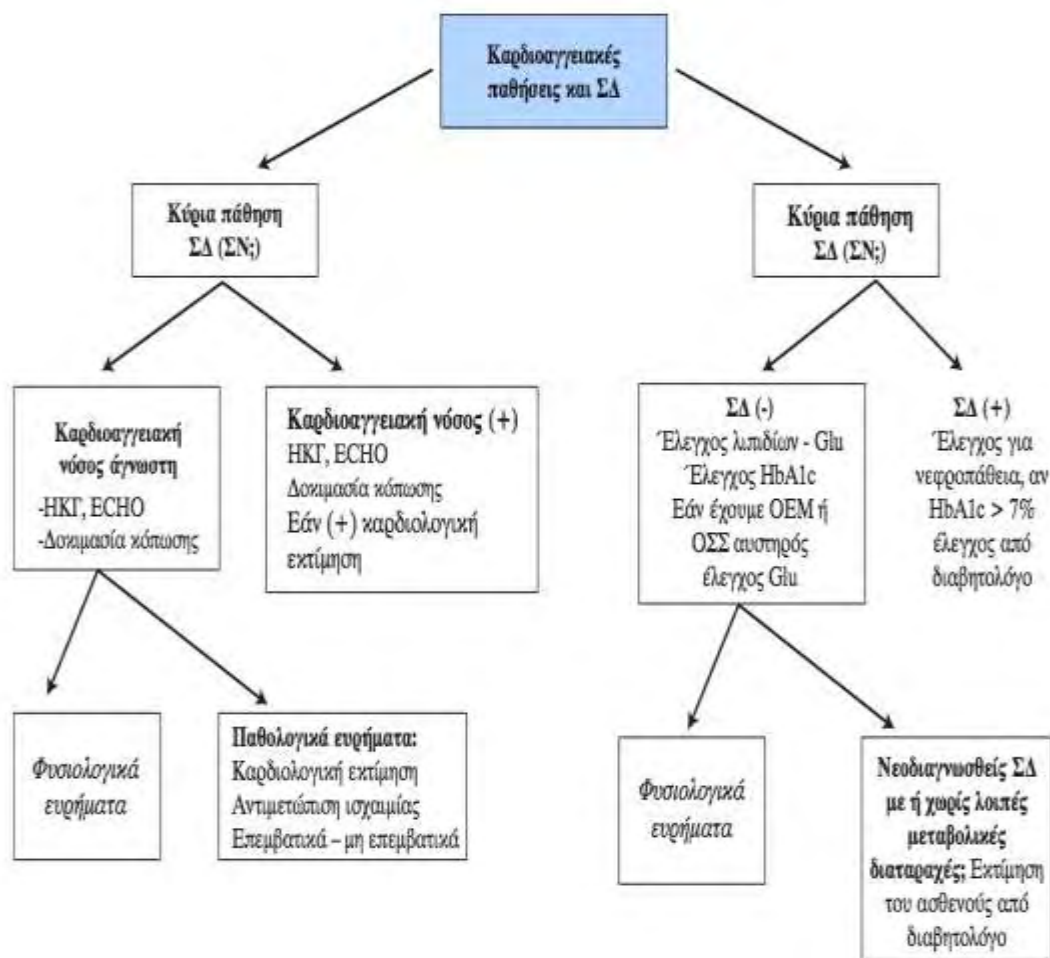 Καρδιοαγγειακές
παθήσεις και ΣΔ
Κύρια πάθηση
ΣΔ (ΣΝ;)
Κύρια πάθηση
ΣΔ (ΣΝ;)
Καρδιοαγγειακή
νόσος άγνωστη
-ΗΚΓ, ECHO
-Δοκιμασία κόπωσης
Καρδιοαγγειακή νόσος (+)
ΗΚΓ, ECHO
Δοκιμασία κόπωσης
Εάν (+) καρδιολογική
εκτίμηση
ΣΔ (-)
Έλεγχος λιπιδίων - Glu
Έλεγχος HbA1c
Εάν έχουμε ΟΕΜ ή
ΟΣΣ αυστηρός
έλεγχος Glu
ΣΔ (+)
Έλεγχος για
νεφροπάθεια, αν
HbA1c > 7%
έλεγχος από
διαβητολόγο
Φυσιολογικά
ευρήματα
Παθολογικά ευρήματα:
Καρδιολογική εκτίμηση
Αντιμετώπιση ισχαιμίας
Επεμβατικά – μη επεμβατικά
Φυσιολογικά
ευρήματα
Νεοδιαγνωσθείς ΣΔ
με ή χωρίς λοιπές
μεταβολικές
διαταραχές; Εκτίμηση
του ασθενούς από
διαβητολόγο